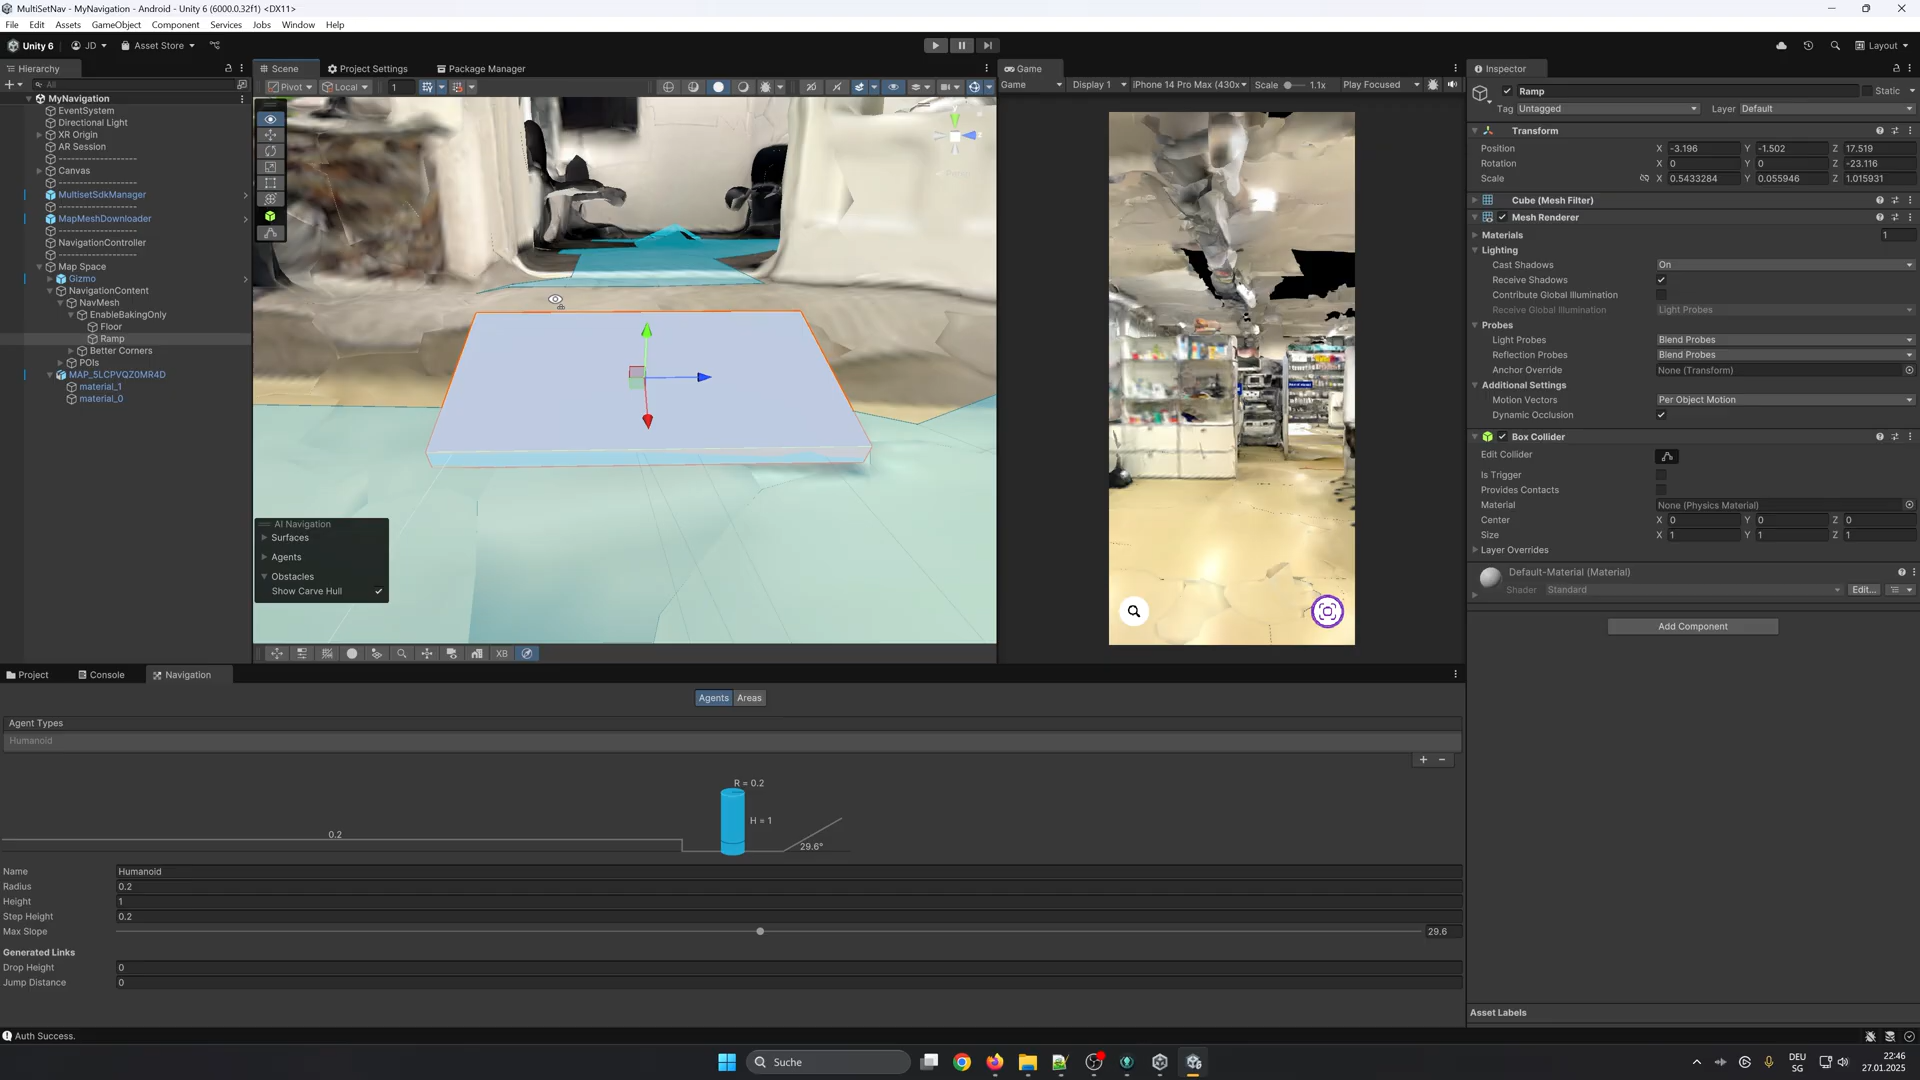 MultiSetNav - MyNavigation - Android - Unity 6 (6000.0.32f1) <DX11>
File Edit Assets GameObject Component Services Jobs Window Help
Unity 6 JD Asset Store Layout
Hierarchy
All
MyNavigation
EventSystem
Directional Light
XR Origin
AR Session
--------------------
Canvas
--------------------
MultisetSdkManager
--------------------
MapMeshDownloader
--------------------
NavigationController
--------------------
Map Space
Gizmo
NavigationContent
NavMesh
EnableBakingOnly
Floor
Ramp
Better Corners
POIs
MAP_5LCPVQZ0MR4D
material_1
material_0
Scene Project Settings Package Manager
Pivot Local 1
AI Navigation
Surfaces
Agents
Obstacles
Show Carve Hull
XB
Game
Game Display 1 iPhone 14 Pro Max (430x Scale 1.1x Play Focused
Inspector
Ramp Static
Tag Untagged Layer Default
Transform
Position X -3.196 Y -1.502 Z 17.519
Rotation X 0 Y 0 Z -23.116
Scale X 0.5433284 Y 0.055946 Z 1.015931
Cube (Mesh Filter)
Mesh Renderer
Materials 1
Lighting
Cast Shadows On
Receive Shadows
Contribute Global Illumination
Receive Global Illumination Light Probes
Probes
Light Probes Blend Probes
Reflection Probes Blend Probes
Anchor Override None (Transform)
Additional Settings
Motion Vectors Per Object Motion
Dynamic Occlusion
Box Collider
Edit Collider
Is Trigger
Provides Contacts
Material None (Physics Material)
Center X 0 Y 0 Z 0
Size X 1 Y 1 Z 1
Layer Overrides
Default-Material (Material)
Shader Standard Edit...
Add Component
Asset Labels
Project Console Navigation
Agents Areas
Agent Types
Humanoid
R = 0.2
H = 1
0.2
29.6°
Name Humanoid
Radius 0.2
Height 1
Step Height 0.2
Max Slope 29.6
Generated Links
Drop Height 0
Jump Distance 0
Auth Success.
Suche
DEU
SG
22:46
27.01.2025